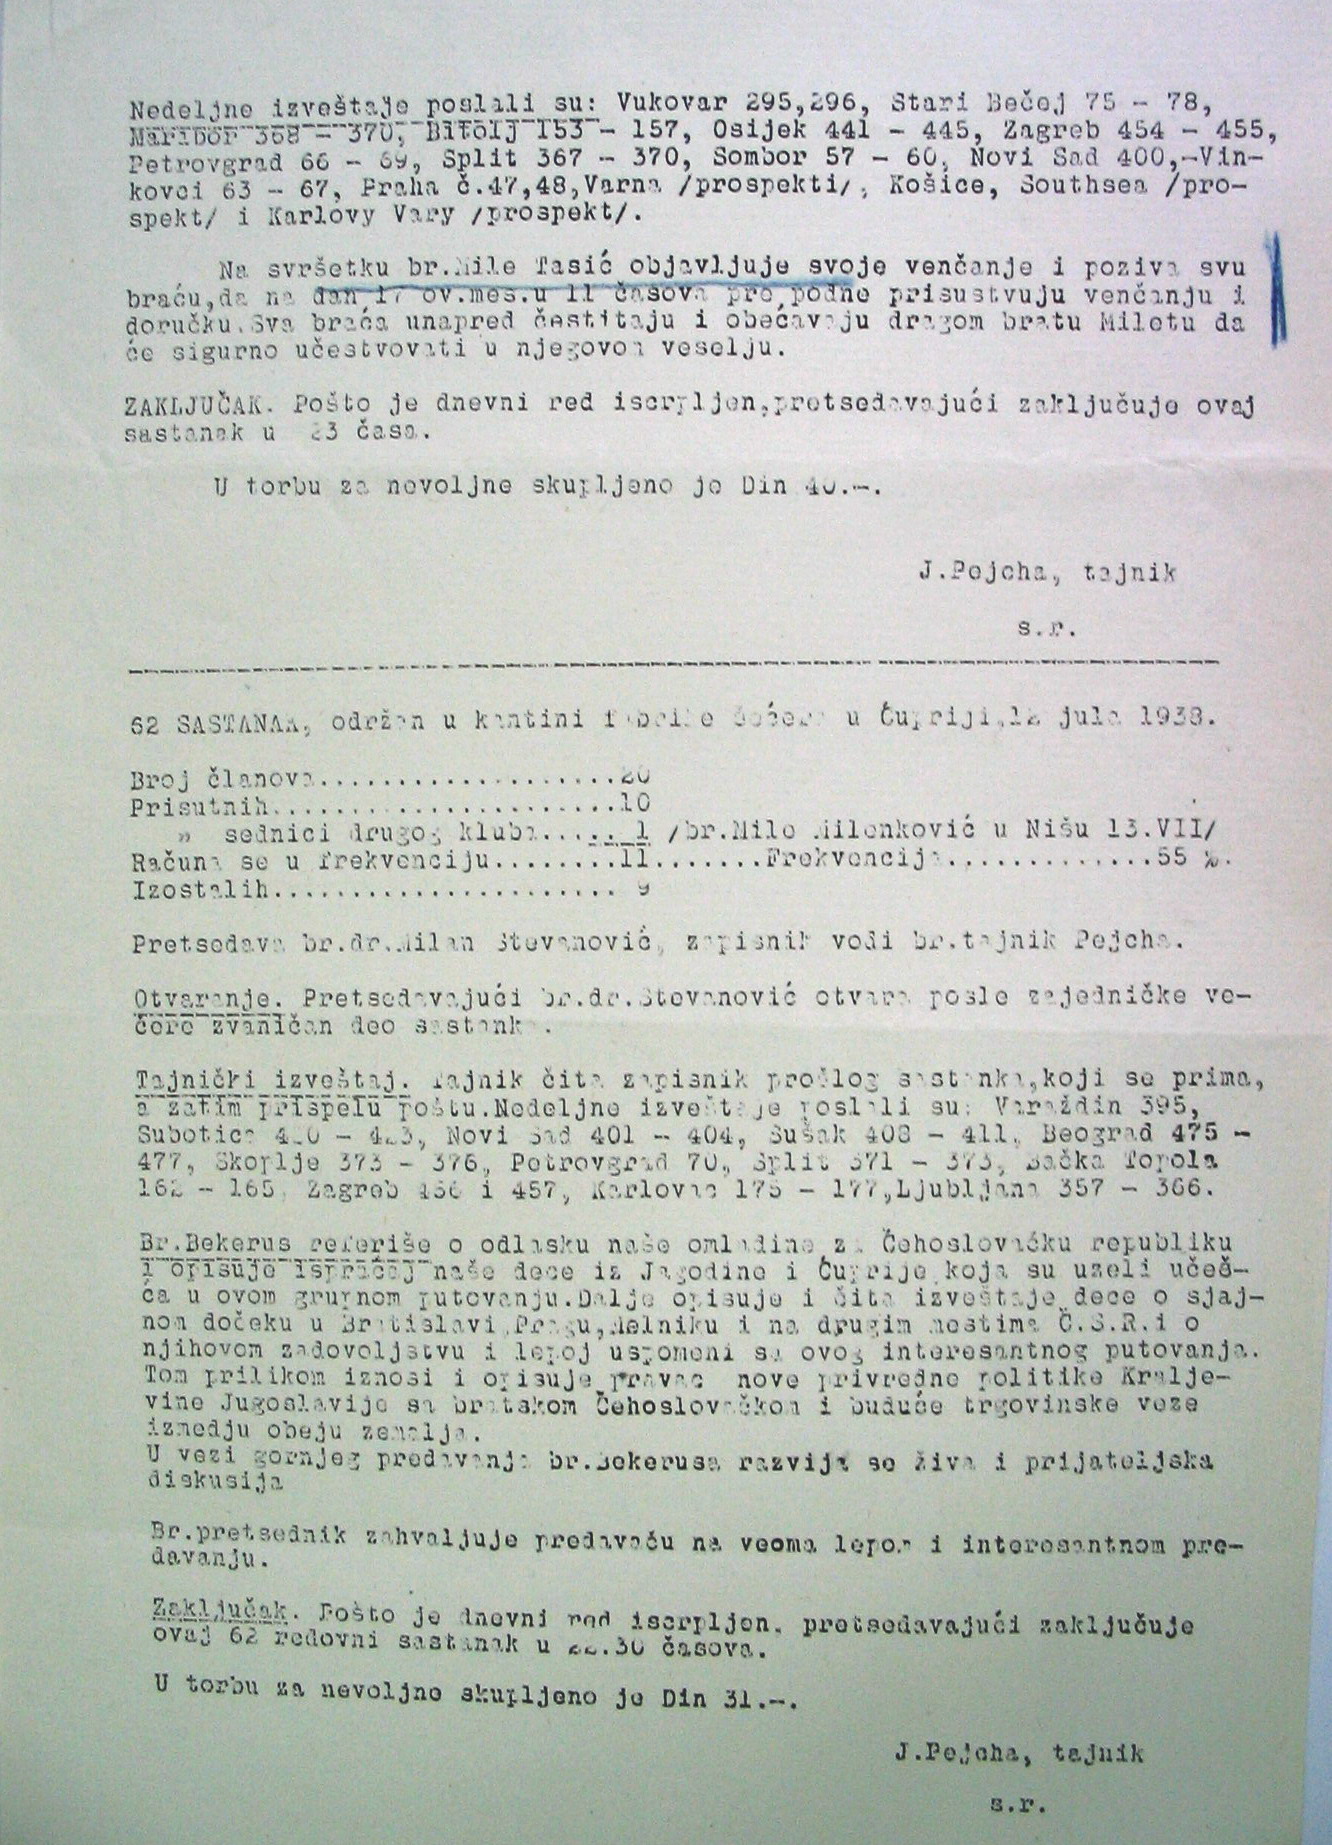 Nedeljne izveštaje poslali su: Vukovar 295,296, Stari Bečej 75 - 78,
Maribor 368 - 370, Bitolj 153 - 157, Osijek 441 - 445, Zagreb 454 - 455,
Petrovgrad 66 - 69, Split 367 - 370, Sombor 57 - 60, Novi Sad 400,-Vin-
kovci 63 - 67, Praha č.47,48,Varna /prospekti/, Košice, Southsea /pro-
spekt/ i Karlovy Vary /prospekt/.
Na svršetku br.Mile Tasić objavljuje svoje venčanje i poziva svu
braću,da na dan 17 ov.mes.u 11 časova pre podne prisustvuju venčanju i
doručku.Sva braća unapred čestitaju i obećavaju dragom bratu Miletu da
će sigurno učestvovati u njegovom veselju.
ZAKLJUČAK. Pošto je dnevni red iscrpljen,pretsedavajući zaključuje ovaj
sastanak u 23 časa.
U torbu za nevoljne skupljeno je Din 40.-.
J.Pejcha, tajnik
s.r.
62 SASTANAK, održan u kantini fabrike šećera u Ćupriji,12 jula 1938.
Broj članova...................20
Prisutnih......................10
" sednici drugog kluba..... 1 /br.Mile Milenković u Nišu 13.VII/
Računa se u frekvenciju........11.......Frekvencija.............55 %.
Izostalih...................... 9
Pretsedava br.dr.Milan Stevanović, zapisnik vodi br.tajnik Pejcha.
Otvaranje. Pretsedavajući br.dr.Stevanović otvara posle zajedničke ve-
čere zvaničan deo sastanka.
Tajnički izveštaj. Tajnik čita zapisnik prošlog sastanka,koji se prima,
a zatim prispelu poštu.Nedeljne izveštaje poslali su: Varaždin 395,
Subotica 420 - 423, Novi Sad 401 - 404, Sušak 408 - 411, Beograd 475 -
477, Skoplje 373 - 376, Petrovgrad 70, Split 371 - 373, Bačka Topola
162 - 165, Zagreb 456 i 457, Karlovac 175 - 177,Ljubljana 357 - 366.
Br.Bekerus referiše o odlasku naše omladine za Čehoslovačku republiku
i opisuje ispraćaj naše dece iz Jagodine i Ćuprije koja su uzeli učeš-
ća u ovom grupnom putovanju.Dalje opisuje i čita izveštaje dece o sjaj-
nom dočeku u Bratislavi,Pragu,Melniku i na drugim mestima Č.S.R.i o
njihovom zadovoljstvu i lepoj uspomeni sa ovog interesantnog putovanja.
Tom prilikom iznosi i opisuje pravac nove privredne politike Kralje-
vine Jugoslavije sa bratskom Čehoslovačkom i buduće trgovinske veze
izmedju obeju zemalja.
U vezi gornjeg predavanja br.Bekerusa razvija se živa i prijateljska
diskusija
Br.pretsednik zahvaljuje predavaču na veoma lepom i interesantnom pre-
davanju.
Zaključak. Pošto je dnevni red iscrpljen, pretsedavajući zaključuje
ovaj 62 redovni sastanak u 22.30 časova.
U torbu za nevoljne skupljeno je Din 31.-.
J.Pejcha, tajnik
s.r.